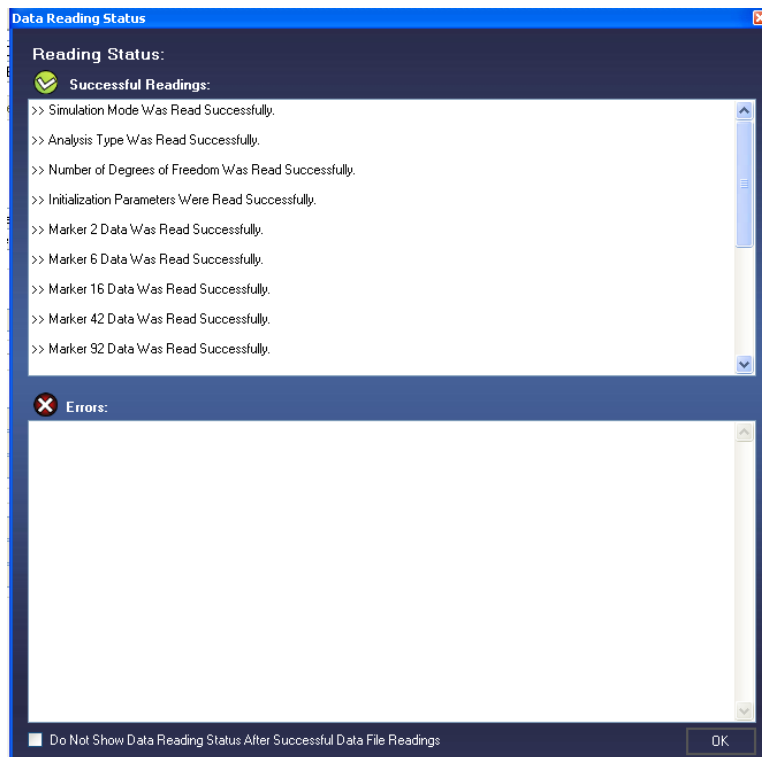 Data Reading Status
Reading Status:
Successful Readings:
>> Simulation Mode Was Read Successfully.
>> Analysis Type Was Read Successfully.
>> Number of Degrees of Freedom Was Read Successfully.
>> Initialization Parameters Were Read Successfully.
>> Marker 2 Data Was Read Successfully.
>> Marker 6 Data Was Read Successfully.
>> Marker 16 Data Was Read Successfully.
>> Marker 42 Data Was Read Successfully.
>> Marker 92 Data Was Read Successfully.
Errors:
Do Not Show Data Reading Status After Successful Data File Readings
OK